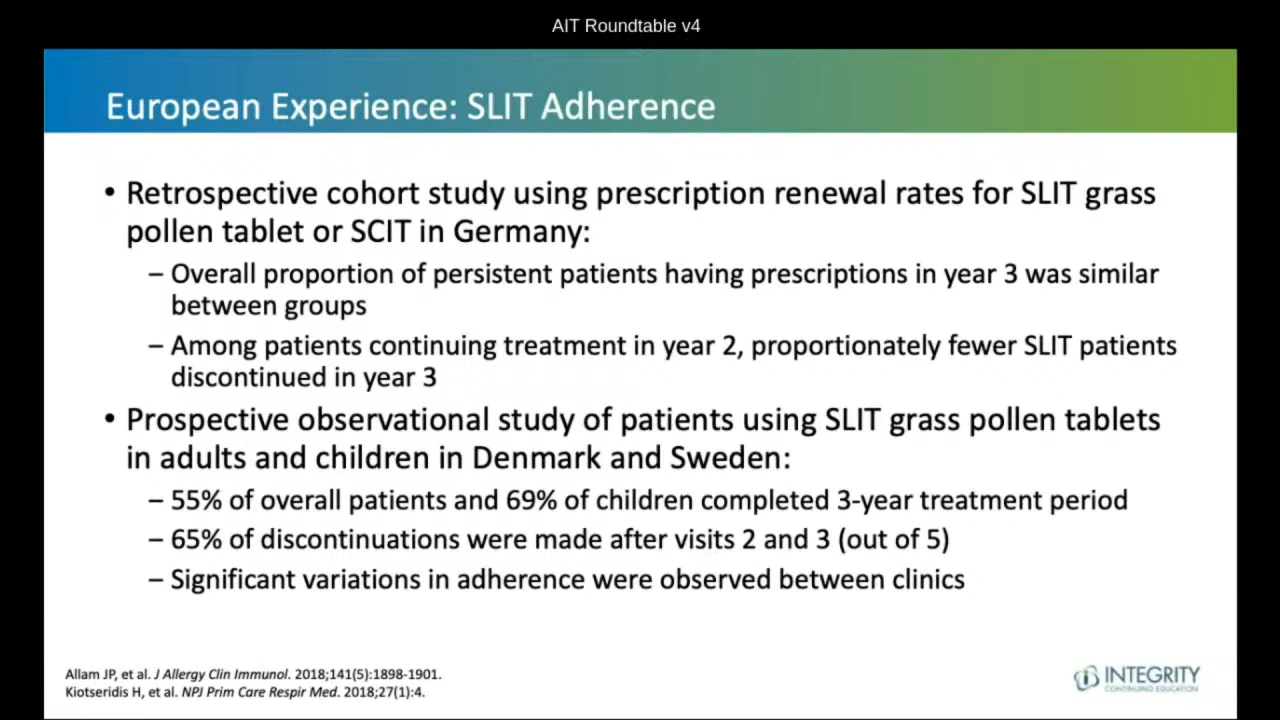 AIT Roundtable v4
European Experience: SLIT Adherence
• Retrospective cohort study using prescription renewal rates for SLIT grass
pollen tablet or SCIT in Germany:
– Overall proportion of persistent patients having prescriptions in year 3 was similar
between groups
– Among patients continuing treatment in year 2, proportionately fewer SLIT patients
discontinued in year 3
• Prospective observational study of patients using SLIT grass pollen tablets
in adults and children in Denmark and Sweden:
– 55% of overall patients and 69% of children completed 3-year treatment period
– 65% of discontinuations were made after visits 2 and 3 (out of 5)
– Significant variations in adherence were observed between clinics
Allam JP, et al. J Allergy Clin Immunol. 2018;141(5):1898-1901.
Kiotseridis H, et al. NPJ Prim Care Respir Med. 2018;27(1):4.
INTEGRITY
CONTINUING EDUCATION